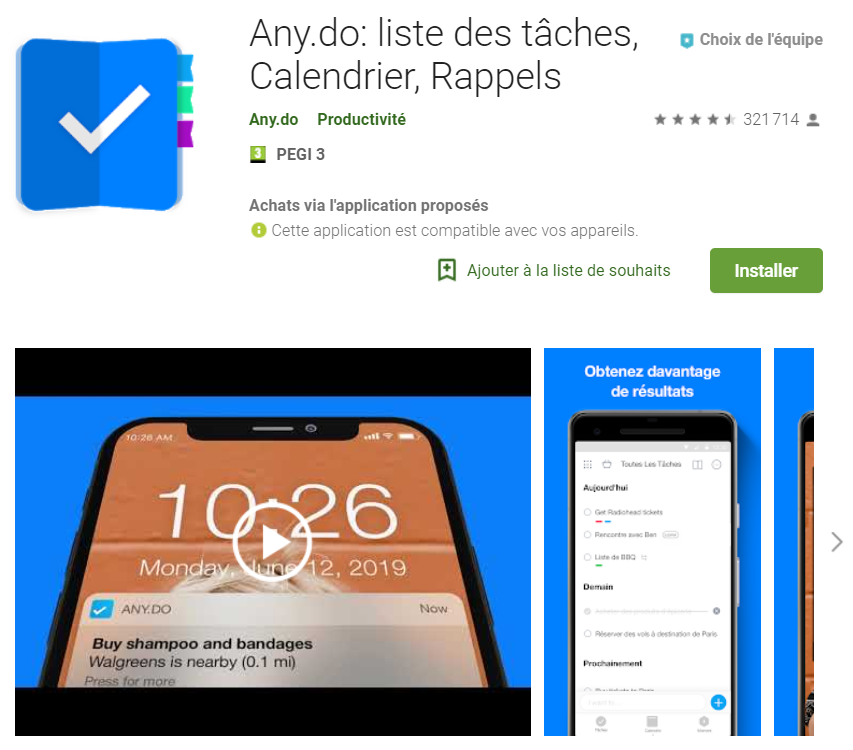 Any.do: liste des tâches,
Calendrier, Rappels
Choix de l'équipe
Any.do Productivité
321 714
3 PEGI 3
Achats via l'application proposés
Cette application est compatible avec vos appareils.
Ajouter à la liste de souhaits
Installer
10:26 AM
10:26
Monday, June 12, 2019
ANY.DO
Now
Buy shampoo and bandages
Walgreens is nearby (0.1 mi)
Press for more
Obtenez davantage
de résultats
Toutes Les Tâches
Aujourd'hui
Get Radiohead tickets
Rencontre avec Ben
Liste de BBQ
Demain
Réserver des vols à destination de Paris
Prochainement
Buy tickets to Paris